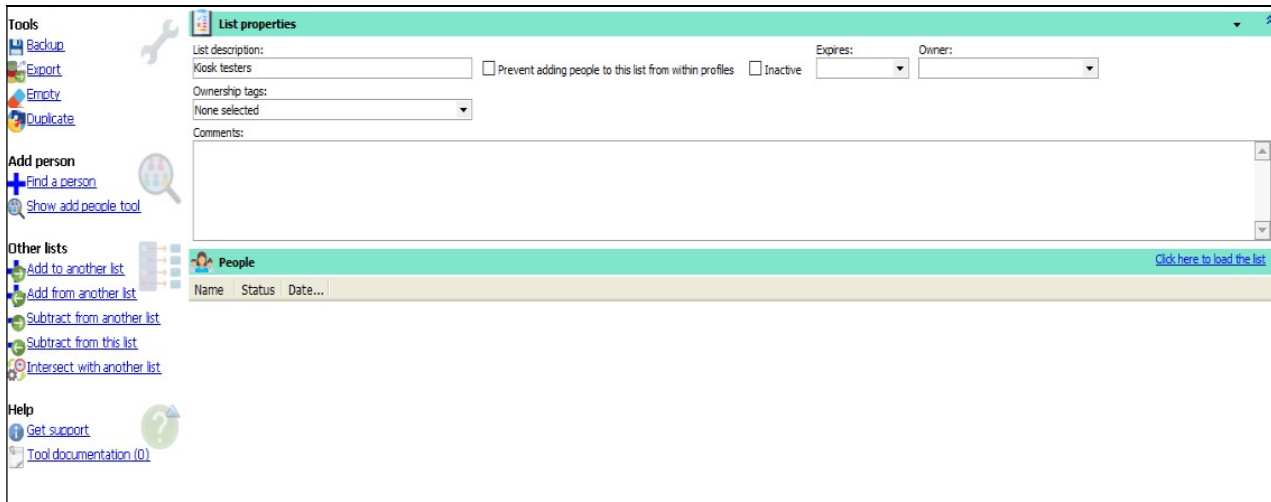 Tools
Backup
Export
Empty
Duplicate
Add person
Find a person
Show add people tool
Other lists
Add to another list
Add from another list
Subtract from another list
Subtract from this list
Intersect with another list
Help
Get support
Tool documentation (0)
List properties
List description: Expires: Owner:
Kiosk testers Prevent adding people to this list from within profiles Inactive
Ownership tags:
None selected
Comments:
People Click here to load the list
Name Status Date...